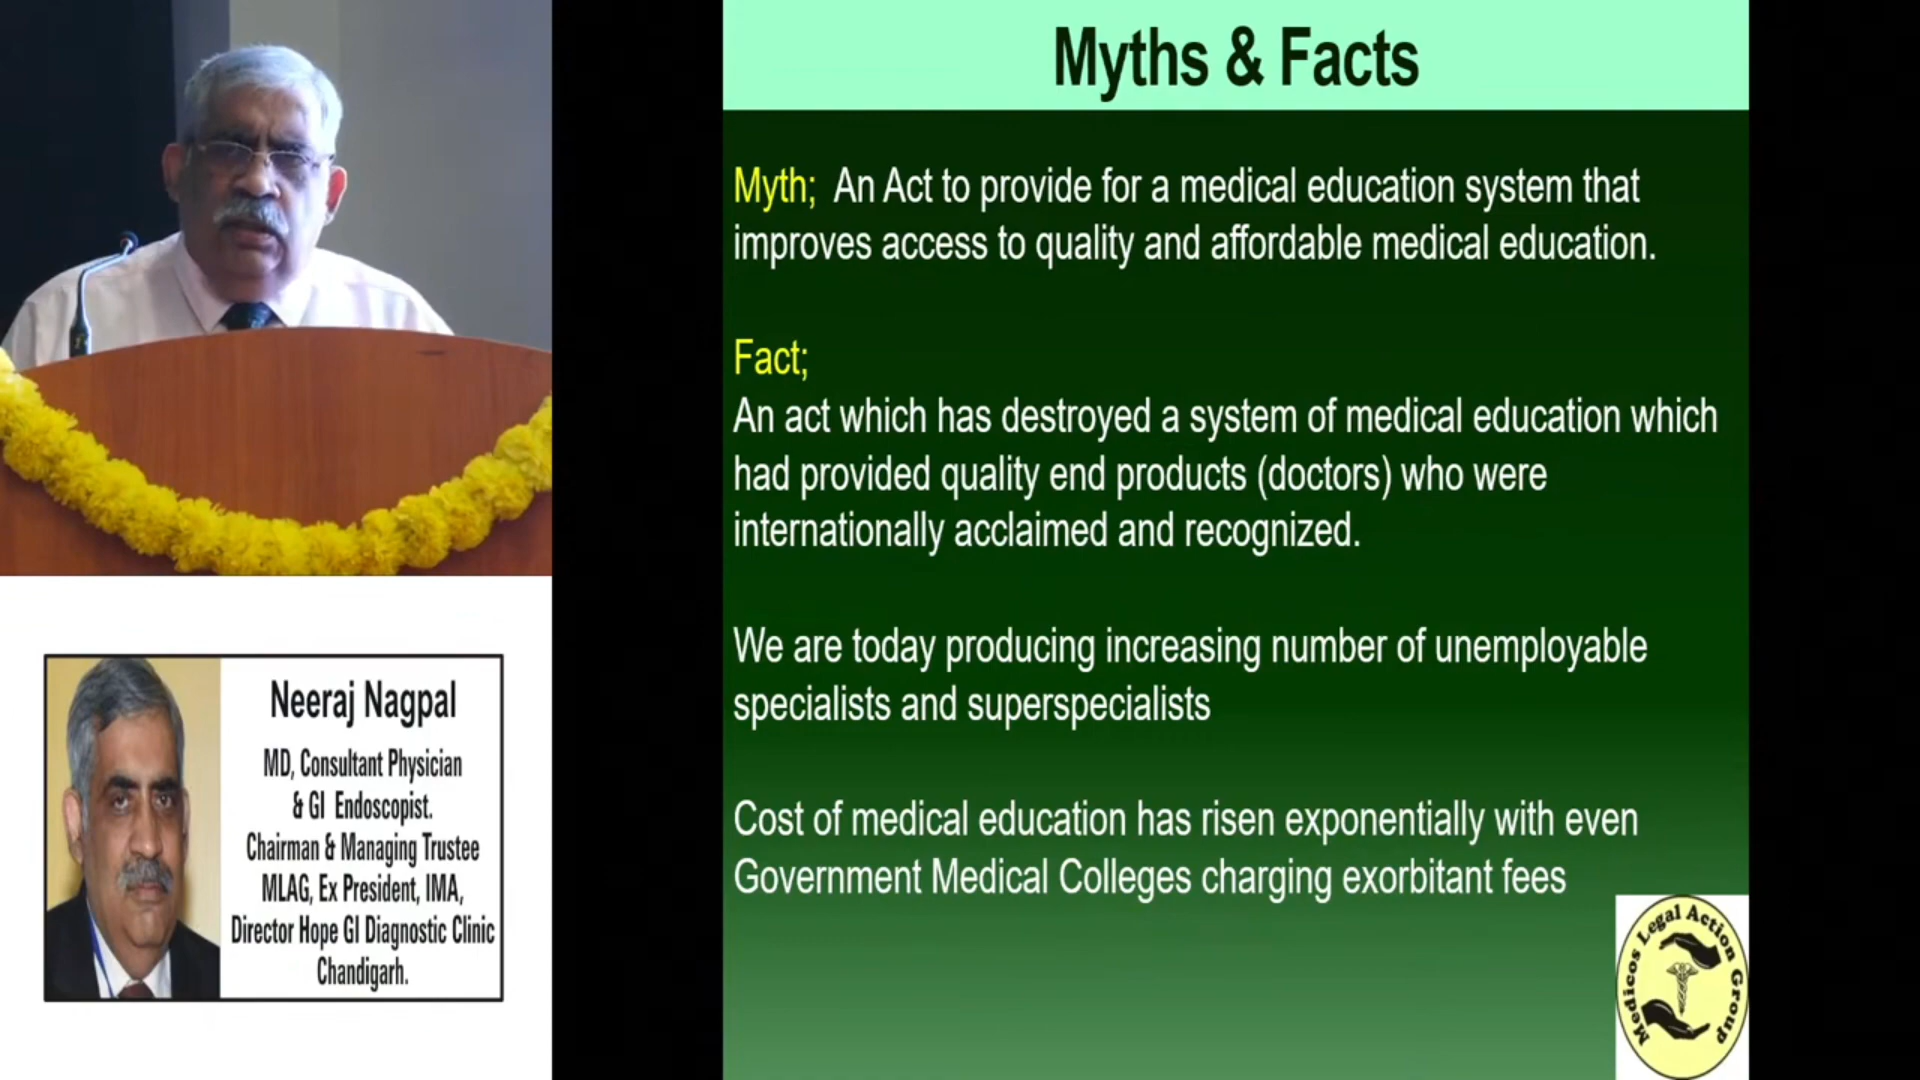 Myths & Facts
Myth; An Act to provide for a medical education system that
improves access to quality and affordable medical education.
Fact;
An act which has destroyed a system of medical education which
had provided quality end products (doctors) who were
internationally acclaimed and recognized.
We are today producing increasing number of unemployable
specialists and superspecialists
Cost of medical education has risen exponentially with even
Government Medical Colleges charging exorbitant fees
Medicos Legal Action Group
Neeraj Nagpal
MD, Consultant Physician
& GI Endoscopist.
Chairman & Managing Trustee
MLAG, Ex President, IMA,
Director Hope GI Diagnostic Clinic
Chandigarh.